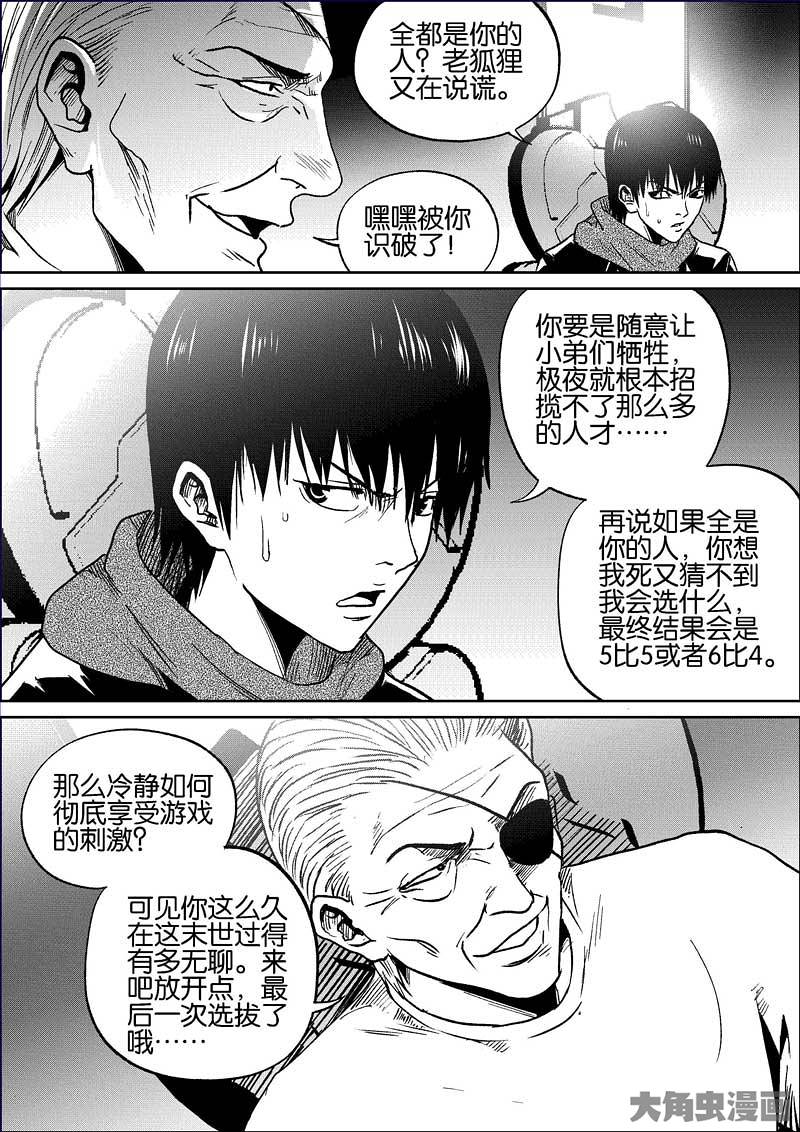 全都是你的
人？老狐狸
又在说谎。
嘿嘿被你
识破了！
你要是随意让
小弟们牺牲，
极夜就根本招
揽不了那么多
的人才……
再说如果全是
你的人，你想
我死又猜不到
我会选什么，
最终结果会是
5比5或者6比4。
那么冷静如何
彻底享受游戏
的刺激？
可见你这么久
在这末世过得
有多无聊。来
吧放开点，最
后一次选拔了
哦……
大角虫漫画